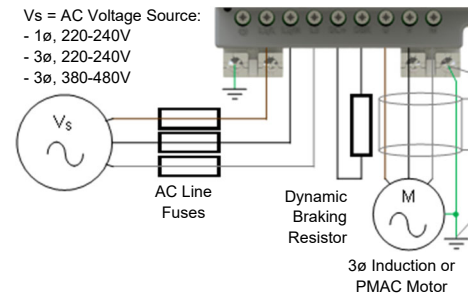 Vs = AC Voltage Source:
- 1ø, 220-240V
- 3ø, 220-240V
- 3ø, 380-480V
Vs
AC Line
Fuses
Dynamic
Braking
Resistor
M
3ø Induction or
PMAC Motor